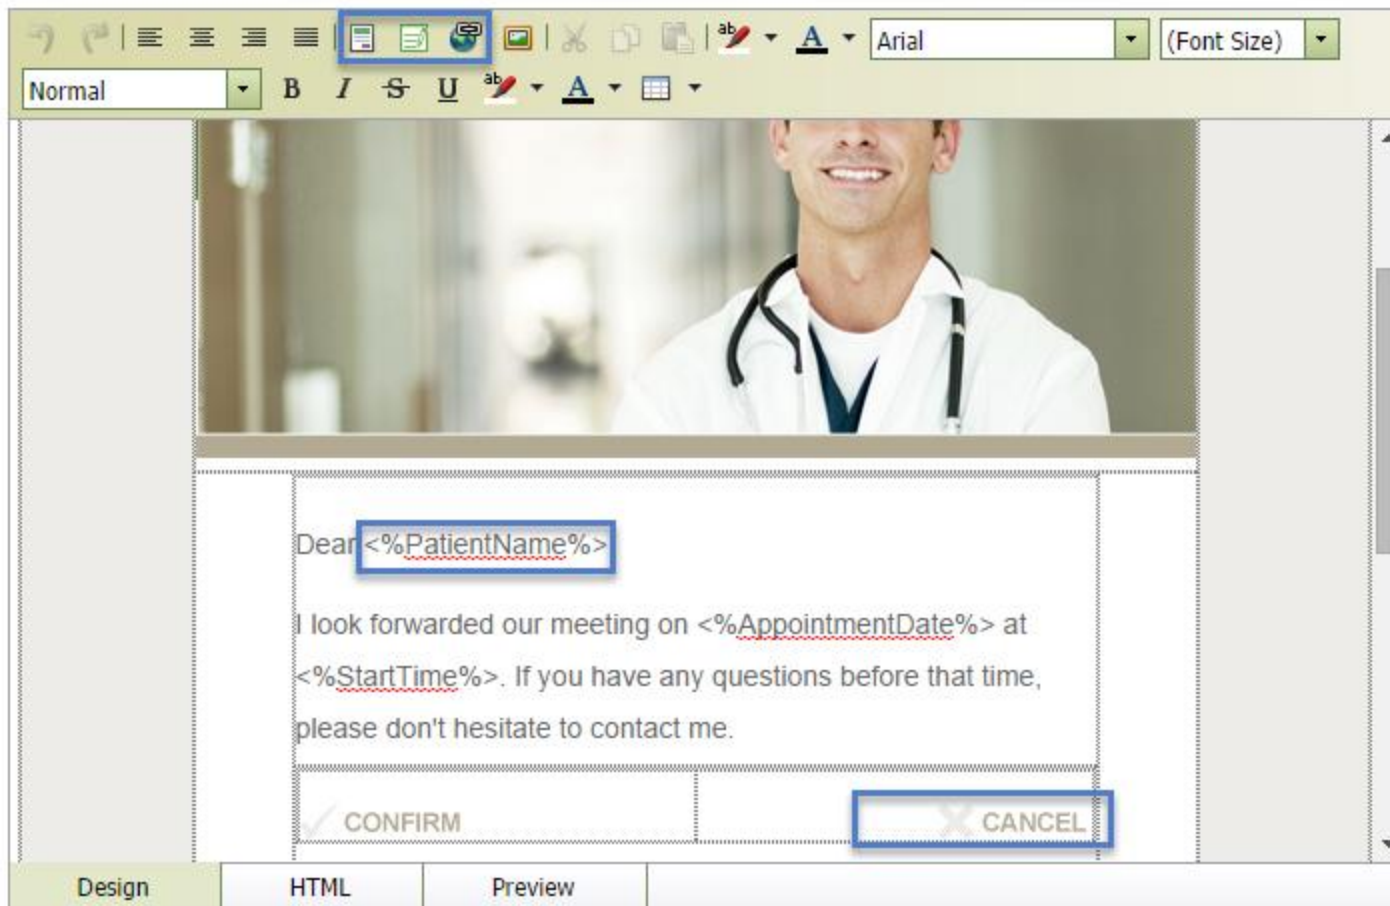 Arial
(Font Size)
Normal
B I S U
Dear <%PatientName%>
I look forwarded our meeting on <%AppointmentDate%> at
<%StartTime%>. If you have any questions before that time,
please don't hesitate to contact me.
CONFIRM
CANCEL
Design
HTML
Preview